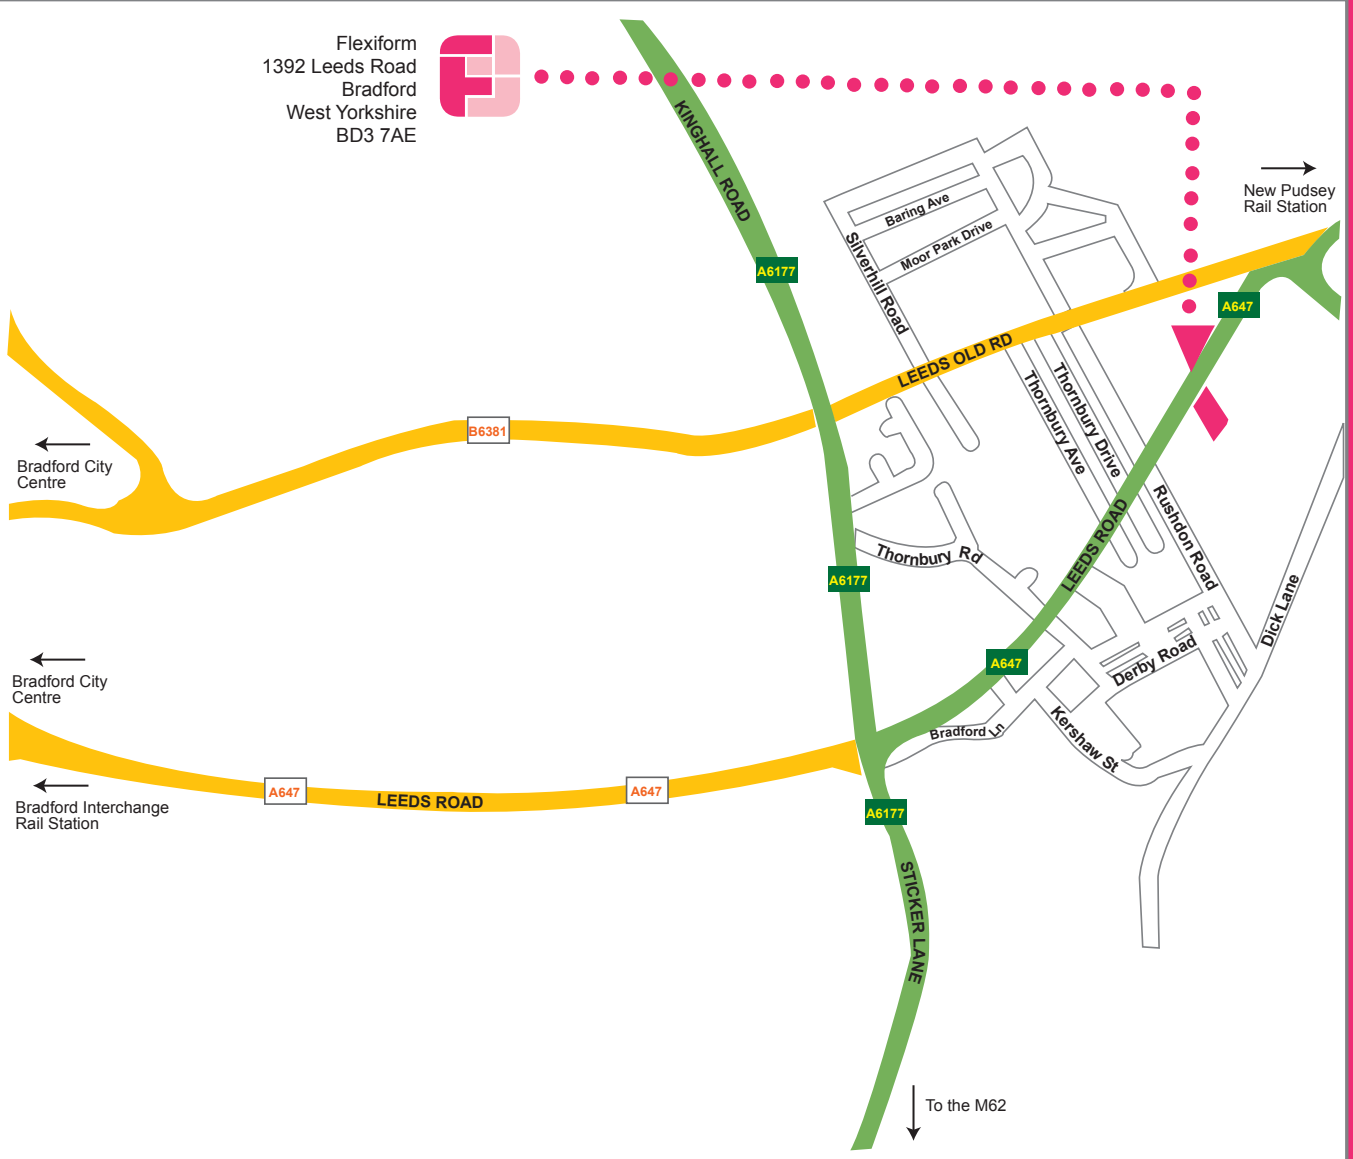 Flexiform
1392 Leeds Road
Bradford
West Yorkshire
BD3 7AE
KINGHALL ROAD
New Pudsey
Rail Station
Baring Ave
Moor Park Drive
Silverhill Road
A6177
A647
LEEDS OLD RD
B6381
Bradford City
Centre
Thornbury Ave
Thornbury Drive
Rushdon Road
LEEDS ROAD
Thornbury Rd
A6177
Dick Lane
A647
Derby Road
Bradford City
Centre
Bradford Ln
Kershaw St
A647
LEEDS ROAD
A647
Bradford Interchange
Rail Station
A6177
STICKER LANE
To the M62